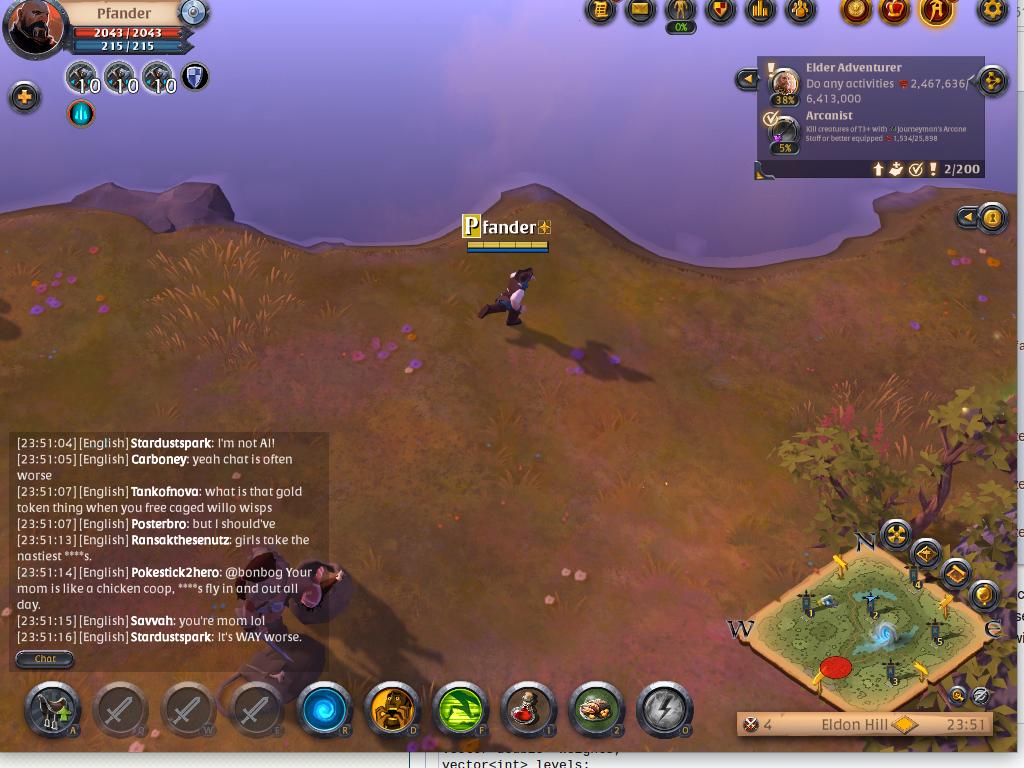 Pfander
2043/2043
215/215
10 10 10
0%
Elder Adventurer
Do any activities 2,467,636/
6,413,000
38%
Arcanist
Kill creatures of T3+ with Journeyman's Arcane
Staff or better equipped 1,534/25,898
5%
2/200
Pfander
[23:51:04] [English] Stardustspark: I'm not AI!
[23:51:05] [English] Carboney: yeah chat is often
worse
[23:51:07] [English] Tankofnova: what is that gold
token thing when you free caged willo wisps
[23:51:07] [English] Posterbro: but I should've
[23:51:13] [English] Ransakthesenutz: girls take the
nastiest ****s.
[23:51:14] [English] Pokestick2hero: @bonbog Your
mom is like a chicken coop, ****s fly in and out all
day.
[23:51:15] [English] Savvah: you're mom lol
[23:51:16] [English] Stardustspark: It's WAY worse.
Chat
N
W
E
1
2
3
4
5
A Q W E R D F 1 2 O
4 Eldon Hill 23:51
vector<int> levels;